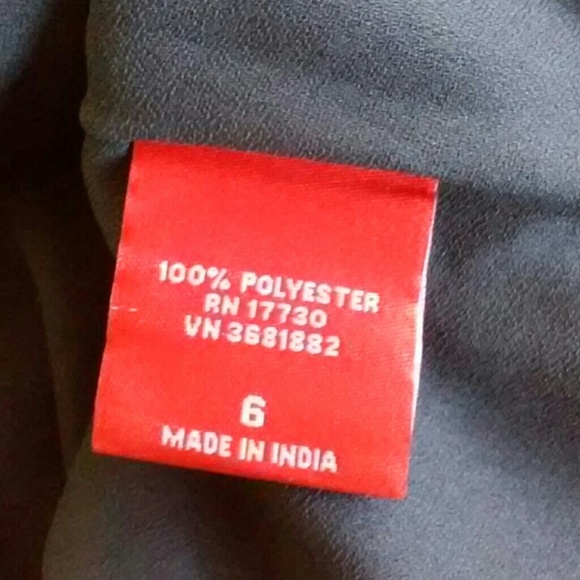 100% POLYESTER
RN 17730
VN 3681882
6
MADE IN INDIA